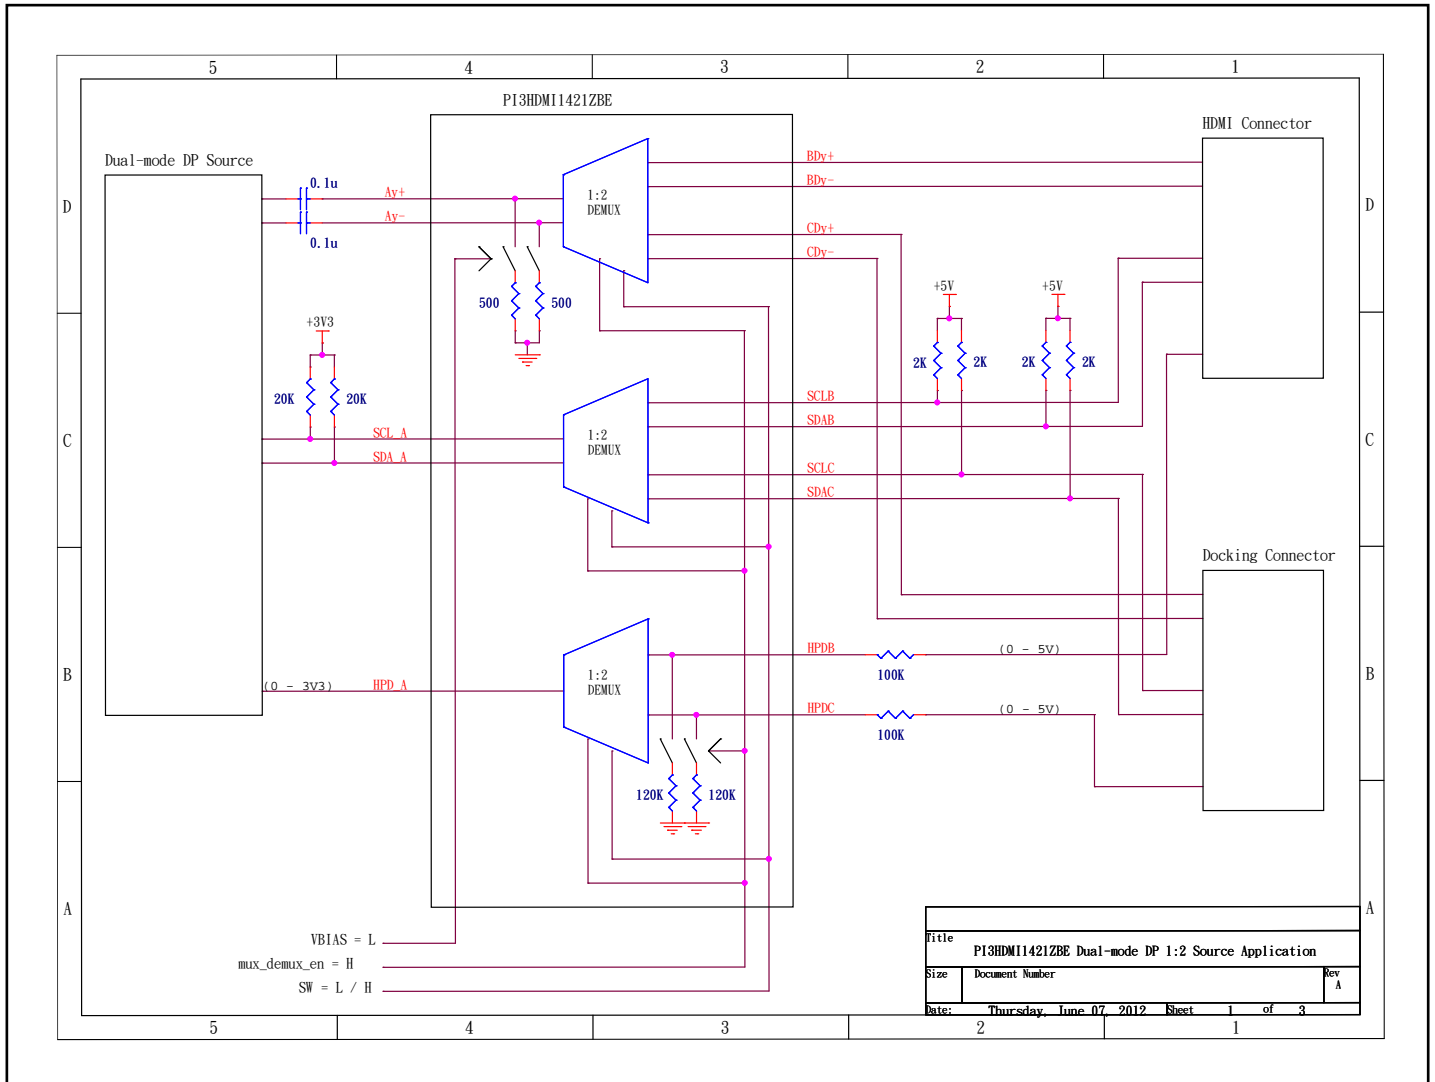 5 4 3 2 1
PI3HDMI1421ZBE
HDMI Connector
Dual-mode DP Source
BDy+
0.1u
BDy-
Ay+
1:2
DEMUX
D
D
Ay-
CDy+
0.1u
CDy-
+5V
+5V
500
500
+3V3
2K
2K
2K
2K
20K
20K
SCLB
SDAB
SCL_A
1:2
DEMUX
C
C
SDA_A
SCLC
SDAC
Docking Connector
HPDB
(0 - 5V)
1:2
DEMUX
100K
B
B
(0 - 3V3)
HPD_A
HPDC
(0 - 5V)
100K
120K
120K
A
A
VBIAS = L
mux_demux_en = H
SW = L / H
Title
PI3HDMI1421ZBE Dual-mode DP 1:2 Source Application
Size
Document Number
Rev
A
Date:
Thursday, June 07, 2012
Sheet
1 of 3
5 4 3 2 1